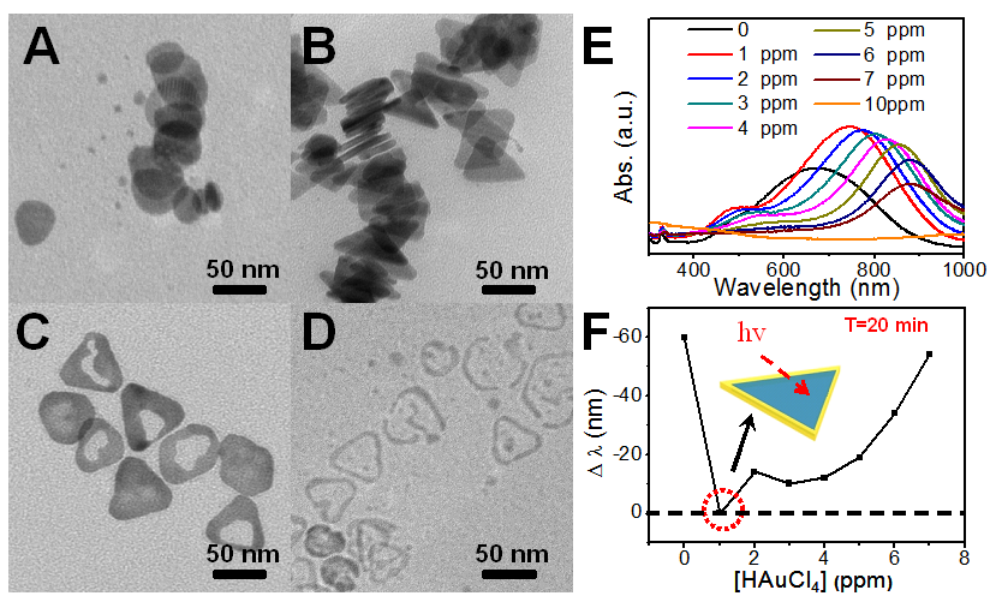 A
50 nm
B
50 nm
C
50 nm
D
50 nm
E
0
1 ppm
2 ppm
3 ppm
4 ppm
5 ppm
6 ppm
7 ppm
10ppm
Abs. (a.u.)
400 600 800 1000
Wavelength (nm)
F
T=20 min
hν
-60
-40
-20
0
Δ λ (nm)
0 2 4 6 8
[HAuCl₄] (ppm)